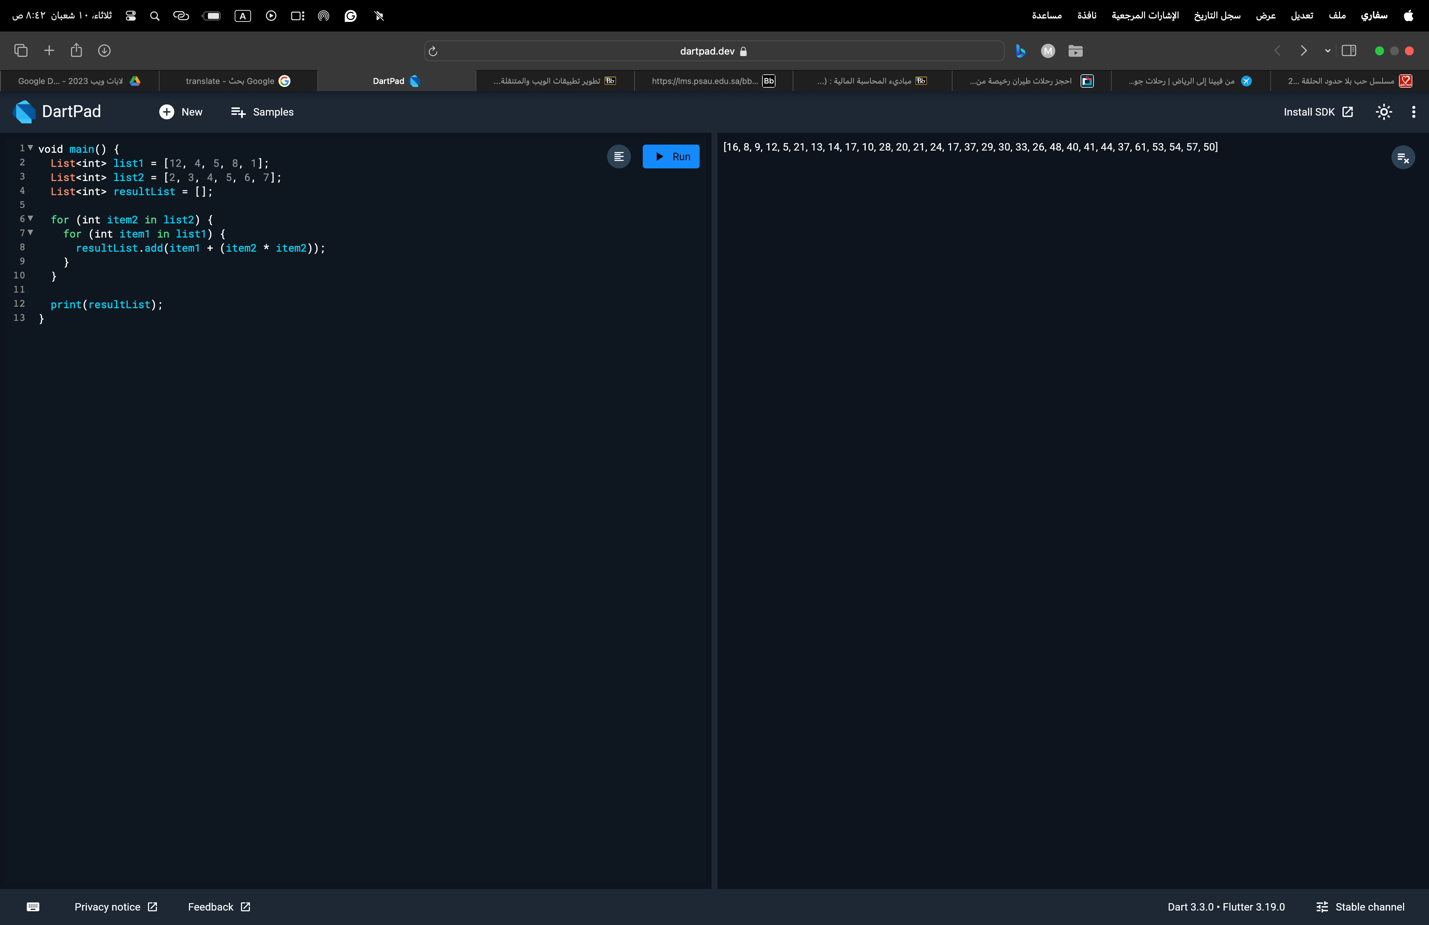 سفاري ملف تعديل عرض سجل التاريخ الإشارات المرجعية نافذة مساعدة
A
ثلاثاء، ١٠ شعبان ٨:٤٢ ص
dartpad.dev
M
مسلسل حب بلا حدود الحلقة 2...
من فيينا إلى الرياض | رحلات جو...
احجز رحلات طيران رخيصة من...
مباديء المحاسبة المالية : (...
https://lms.psau.edu.sa/bb...
Bb
تطوير تطبيقات الويب والمتنقلة...
DartPad
translate - بحث Google
لابات ويب 2023 - Google D...
DartPad
New
Samples
Install SDK
1 void main() {
2 List<int> list1 = [12, 4, 5, 8, 1];
3 List<int> list2 = [2, 3, 4, 5, 6, 7];
4 List<int> resultList = [];
5
6 for (int item2 in list2) {
7 for (int item1 in list1) {
8 resultList.add(item1 + (item2 * item2));
9 }
10 }
11
12 print(resultList);
13 }
Run
[16, 8, 9, 12, 5, 21, 13, 14, 17, 10, 28, 20, 21, 24, 17, 37, 29, 30, 33, 26, 48, 40, 41, 44, 37, 61, 53, 54, 57, 50]
Privacy notice
Feedback
Dart 3.3.0 • Flutter 3.19.0
Stable channel